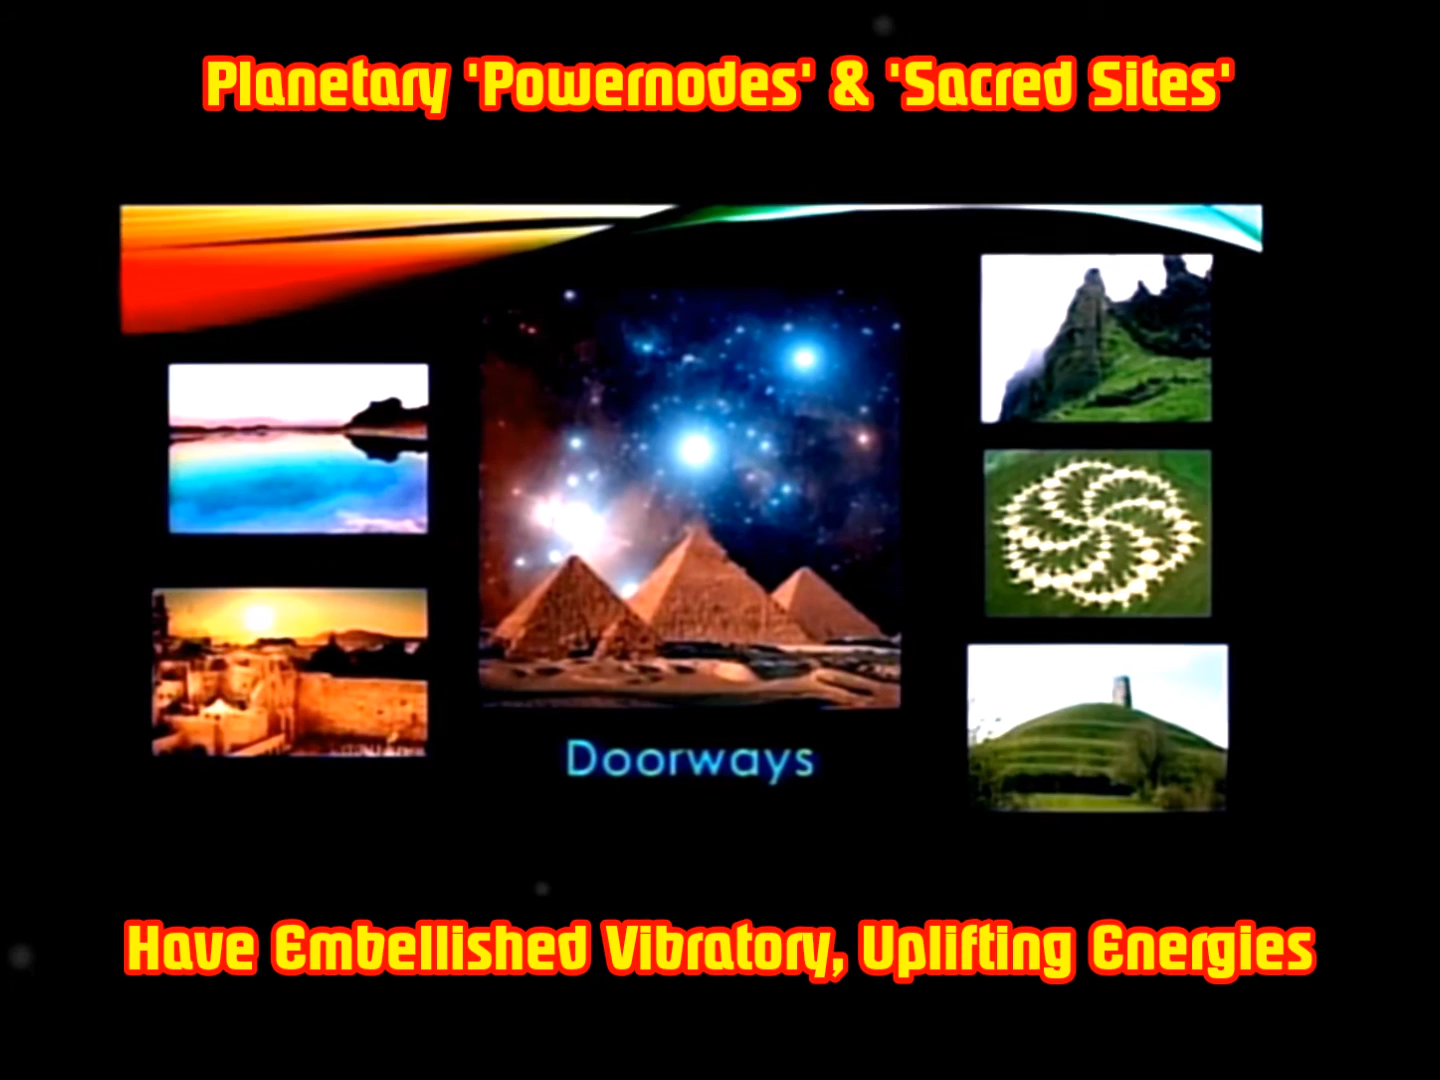 Planetary 'Powernodes' & 'Sacred Sites'
Doorways
Have Embellished Vibratory, Uplifting Energies